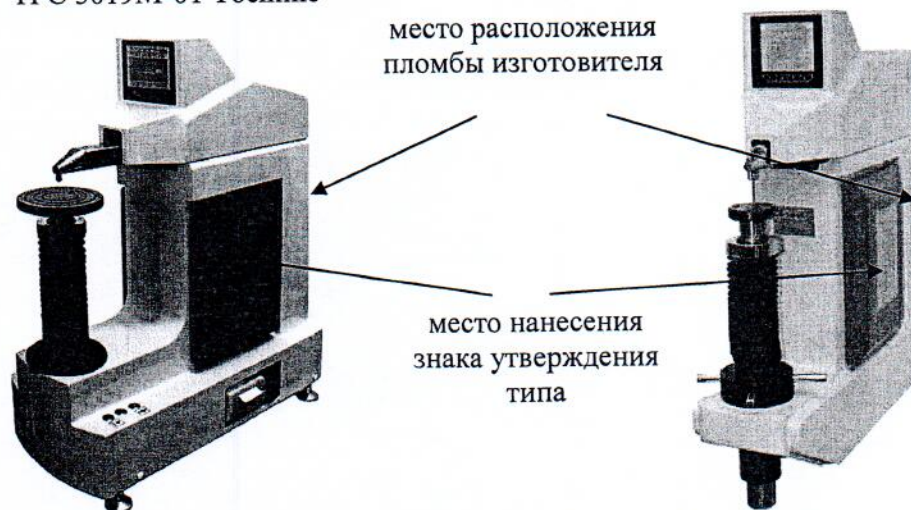 место расположения
пломбы изготовителя
место нанесения
знака утверждения
типа